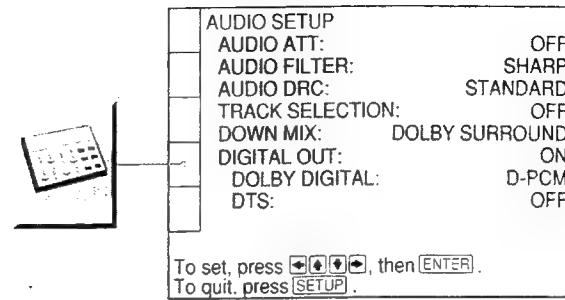 AUDIO SETUP
AUDIO ATT: OFF
AUDIO FILTER: SHARP
AUDIO DRC: STANDARD
TRACK SELECTION: OFF
DOWN MIX: DOLBY SURROUND
DIGITAL OUT: ON
DOLBY DIGITAL: D-PCM
DTS: OFF
To set, press ←↑↓→, then ENTER.
To quit. press SETUP.